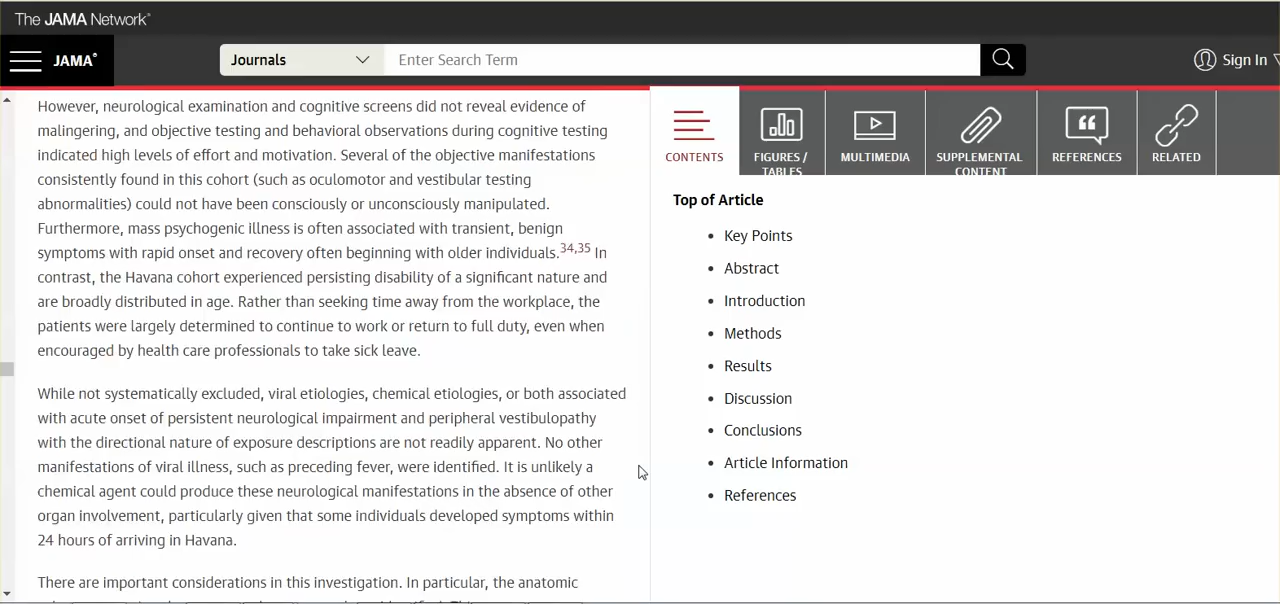 The JAMA Network®
JAMA®
Journals
Enter Search Term
Sign In
However, neurological examination and cognitive screens did not reveal evidence of
malingering, and objective testing and behavioral observations during cognitive testing
indicated high levels of effort and motivation. Several of the objective manifestations
consistently found in this cohort (such as oculomotor and vestibular testing
abnormalities) could not have been consciously or unconsciously manipulated.
Furthermore, mass psychogenic illness is often associated with transient, benign
symptoms with rapid onset and recovery often beginning with older individuals.34,35 In
contrast, the Havana cohort experienced persisting disability of a significant nature and
are broadly distributed in age. Rather than seeking time away from the workplace, the
patients were largely determined to continue to work or return to full duty, even when
encouraged by health care professionals to take sick leave.
While not systematically excluded, viral etiologies, chemical etiologies, or both associated
with acute onset of persistent neurological impairment and peripheral vestibulopathy
with the directional nature of exposure descriptions are not readily apparent. No other
manifestations of viral illness, such as preceding fever, were identified. It is unlikely a
chemical agent could produce these neurological manifestations in the absence of other
organ involvement, particularly given that some individuals developed symptoms within
24 hours of arriving in Havana.
There are important considerations in this investigation. In particular, the anatomic
CONTENTS
FIGURES /
TABLES
MULTIMEDIA
SUPPLEMENTAL
CONTENT
REFERENCES
RELATED
Top of Article
• Key Points
• Abstract
• Introduction
• Methods
• Results
• Discussion
• Conclusions
• Article Information
• References